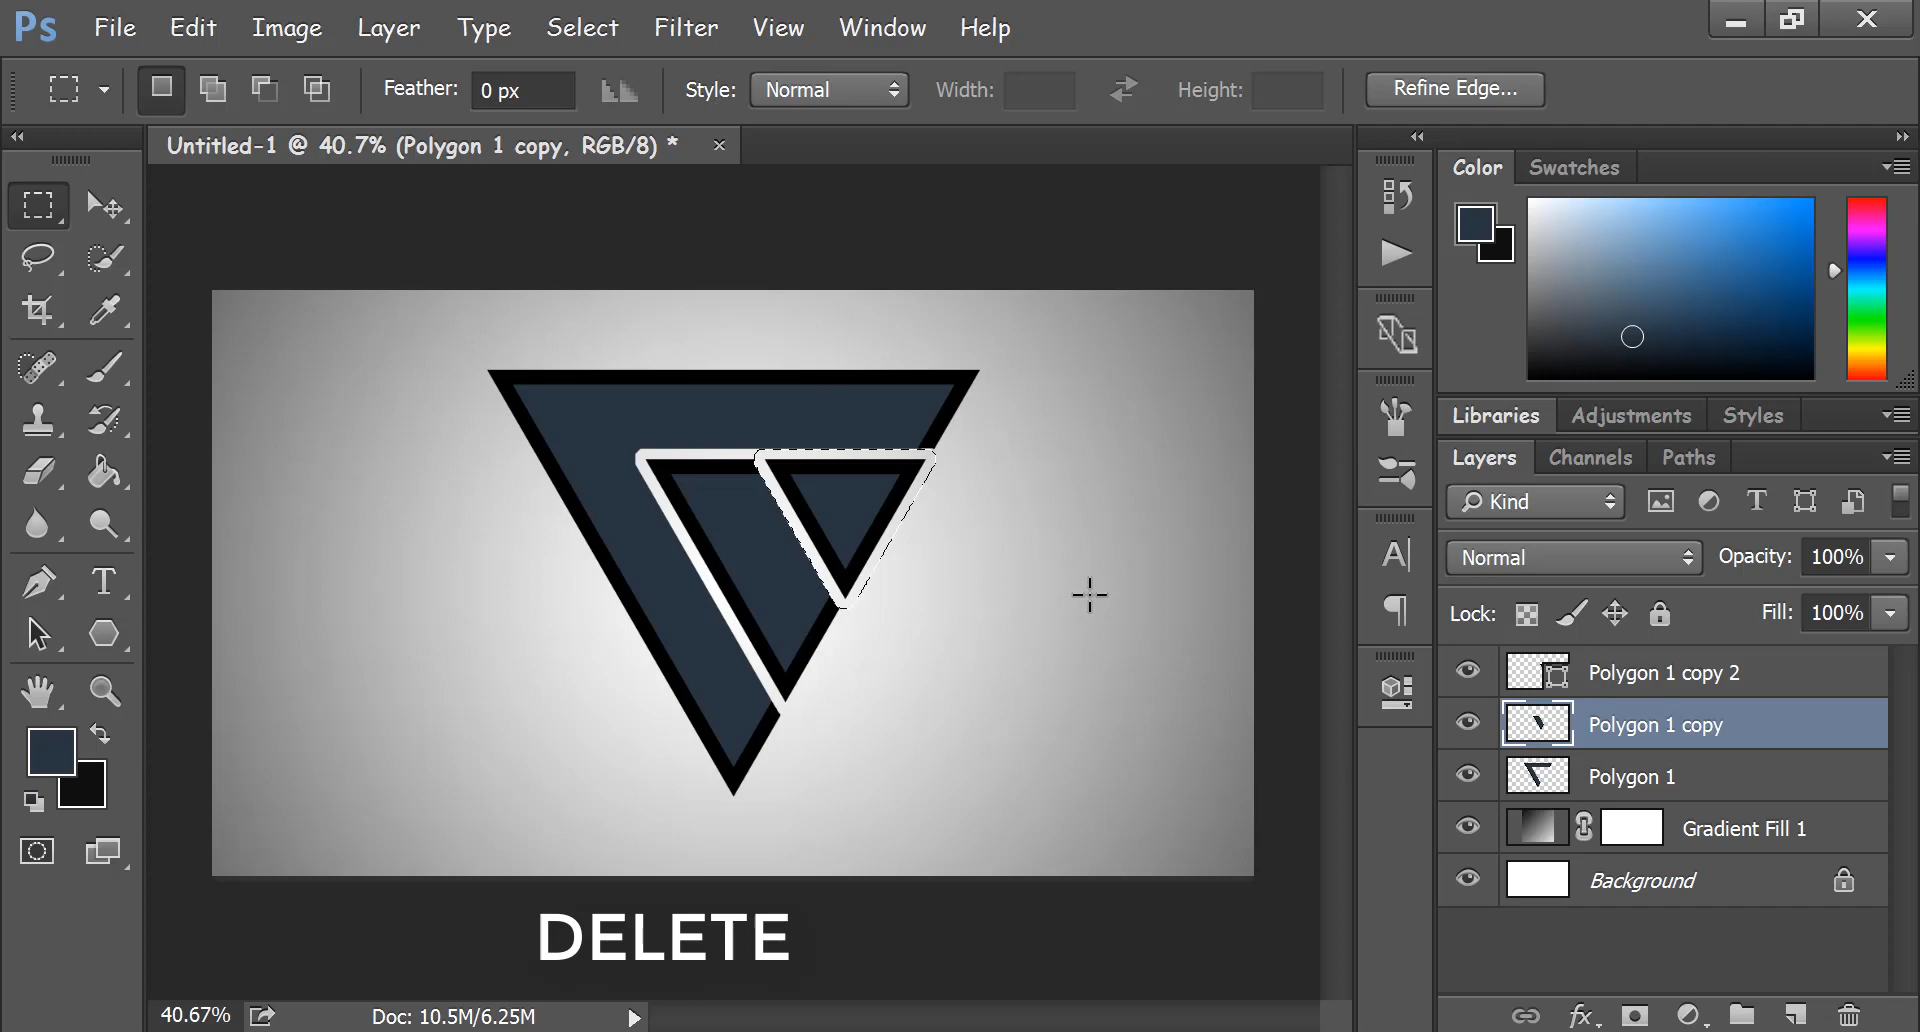 Ps File Edit Image Layer Type Select Filter View Window Help
Feather: 0 px Style: Normal Width: Height: Refine Edge...
Untitled-1 @ 40.7% (Polygon 1 copy, RGB/8) *
Color Swatches
Libraries Adjustments Styles
Layers Channels Paths
Kind
Normal Opacity: 100%
Lock: Fill: 100%
Polygon 1 copy 2
Polygon 1 copy
Polygon 1
Gradient Fill 1
Background
DELETE
40.67% Doc: 10.5M/6.25M
fx